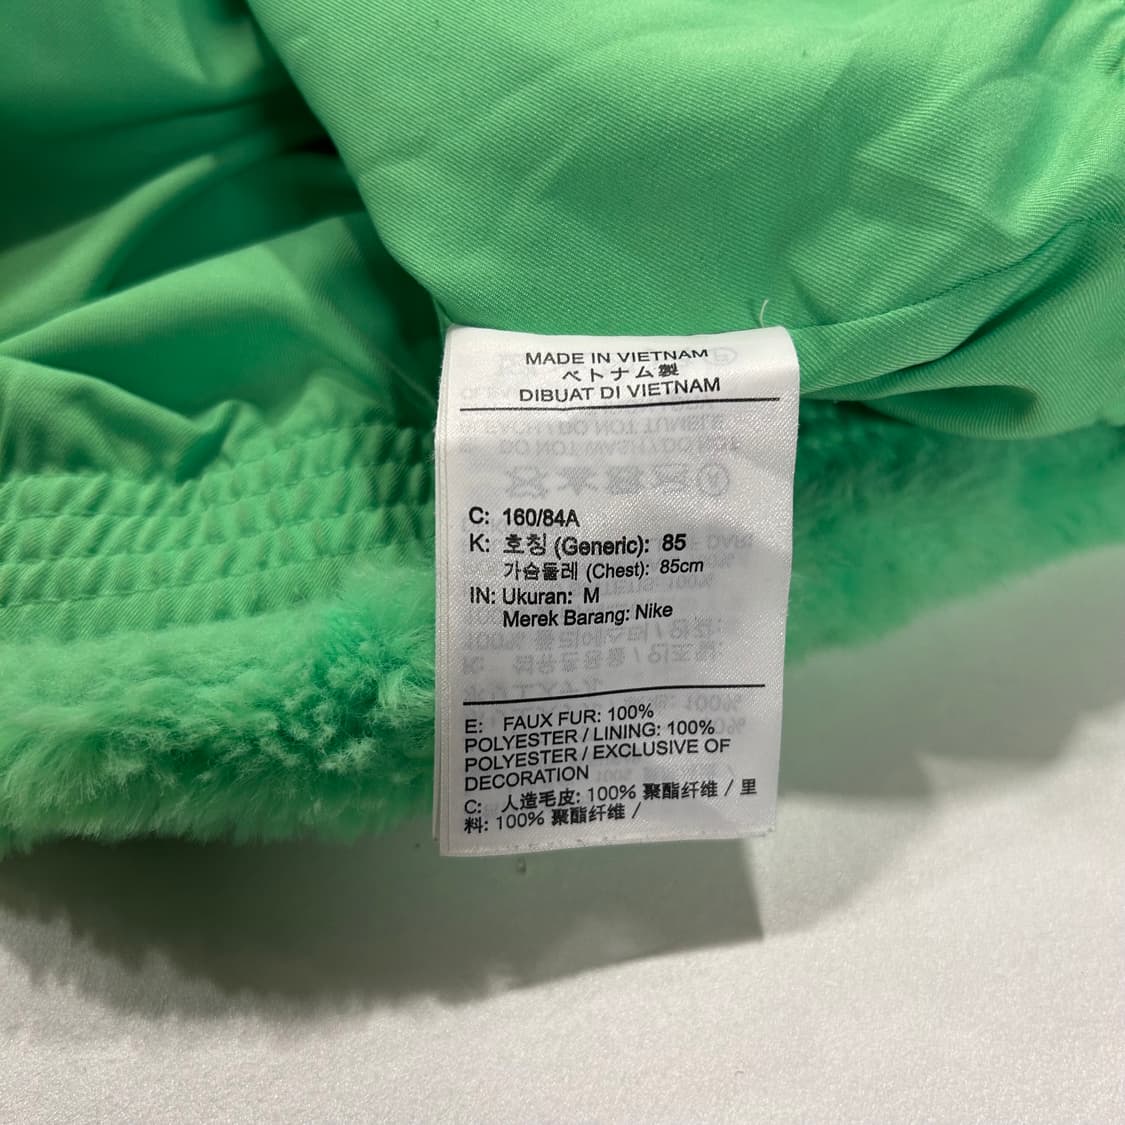 MADE IN VIETNAM
ベトナム製
DIBUAT DI VIETNAM
C: 160/84A
K: 호칭 (Generic): 85
가슴둘레 (Chest): 85cm
IN: Ukuran: M
Merek Barang: Nike
E: FAUX FUR: 100%
POLYESTER / LINING: 100%
POLYESTER / EXCLUSIVE OF
DECORATION
C: 人造毛皮: 100% 聚酯纤维 / 里
料: 100% 聚酯纤维 /